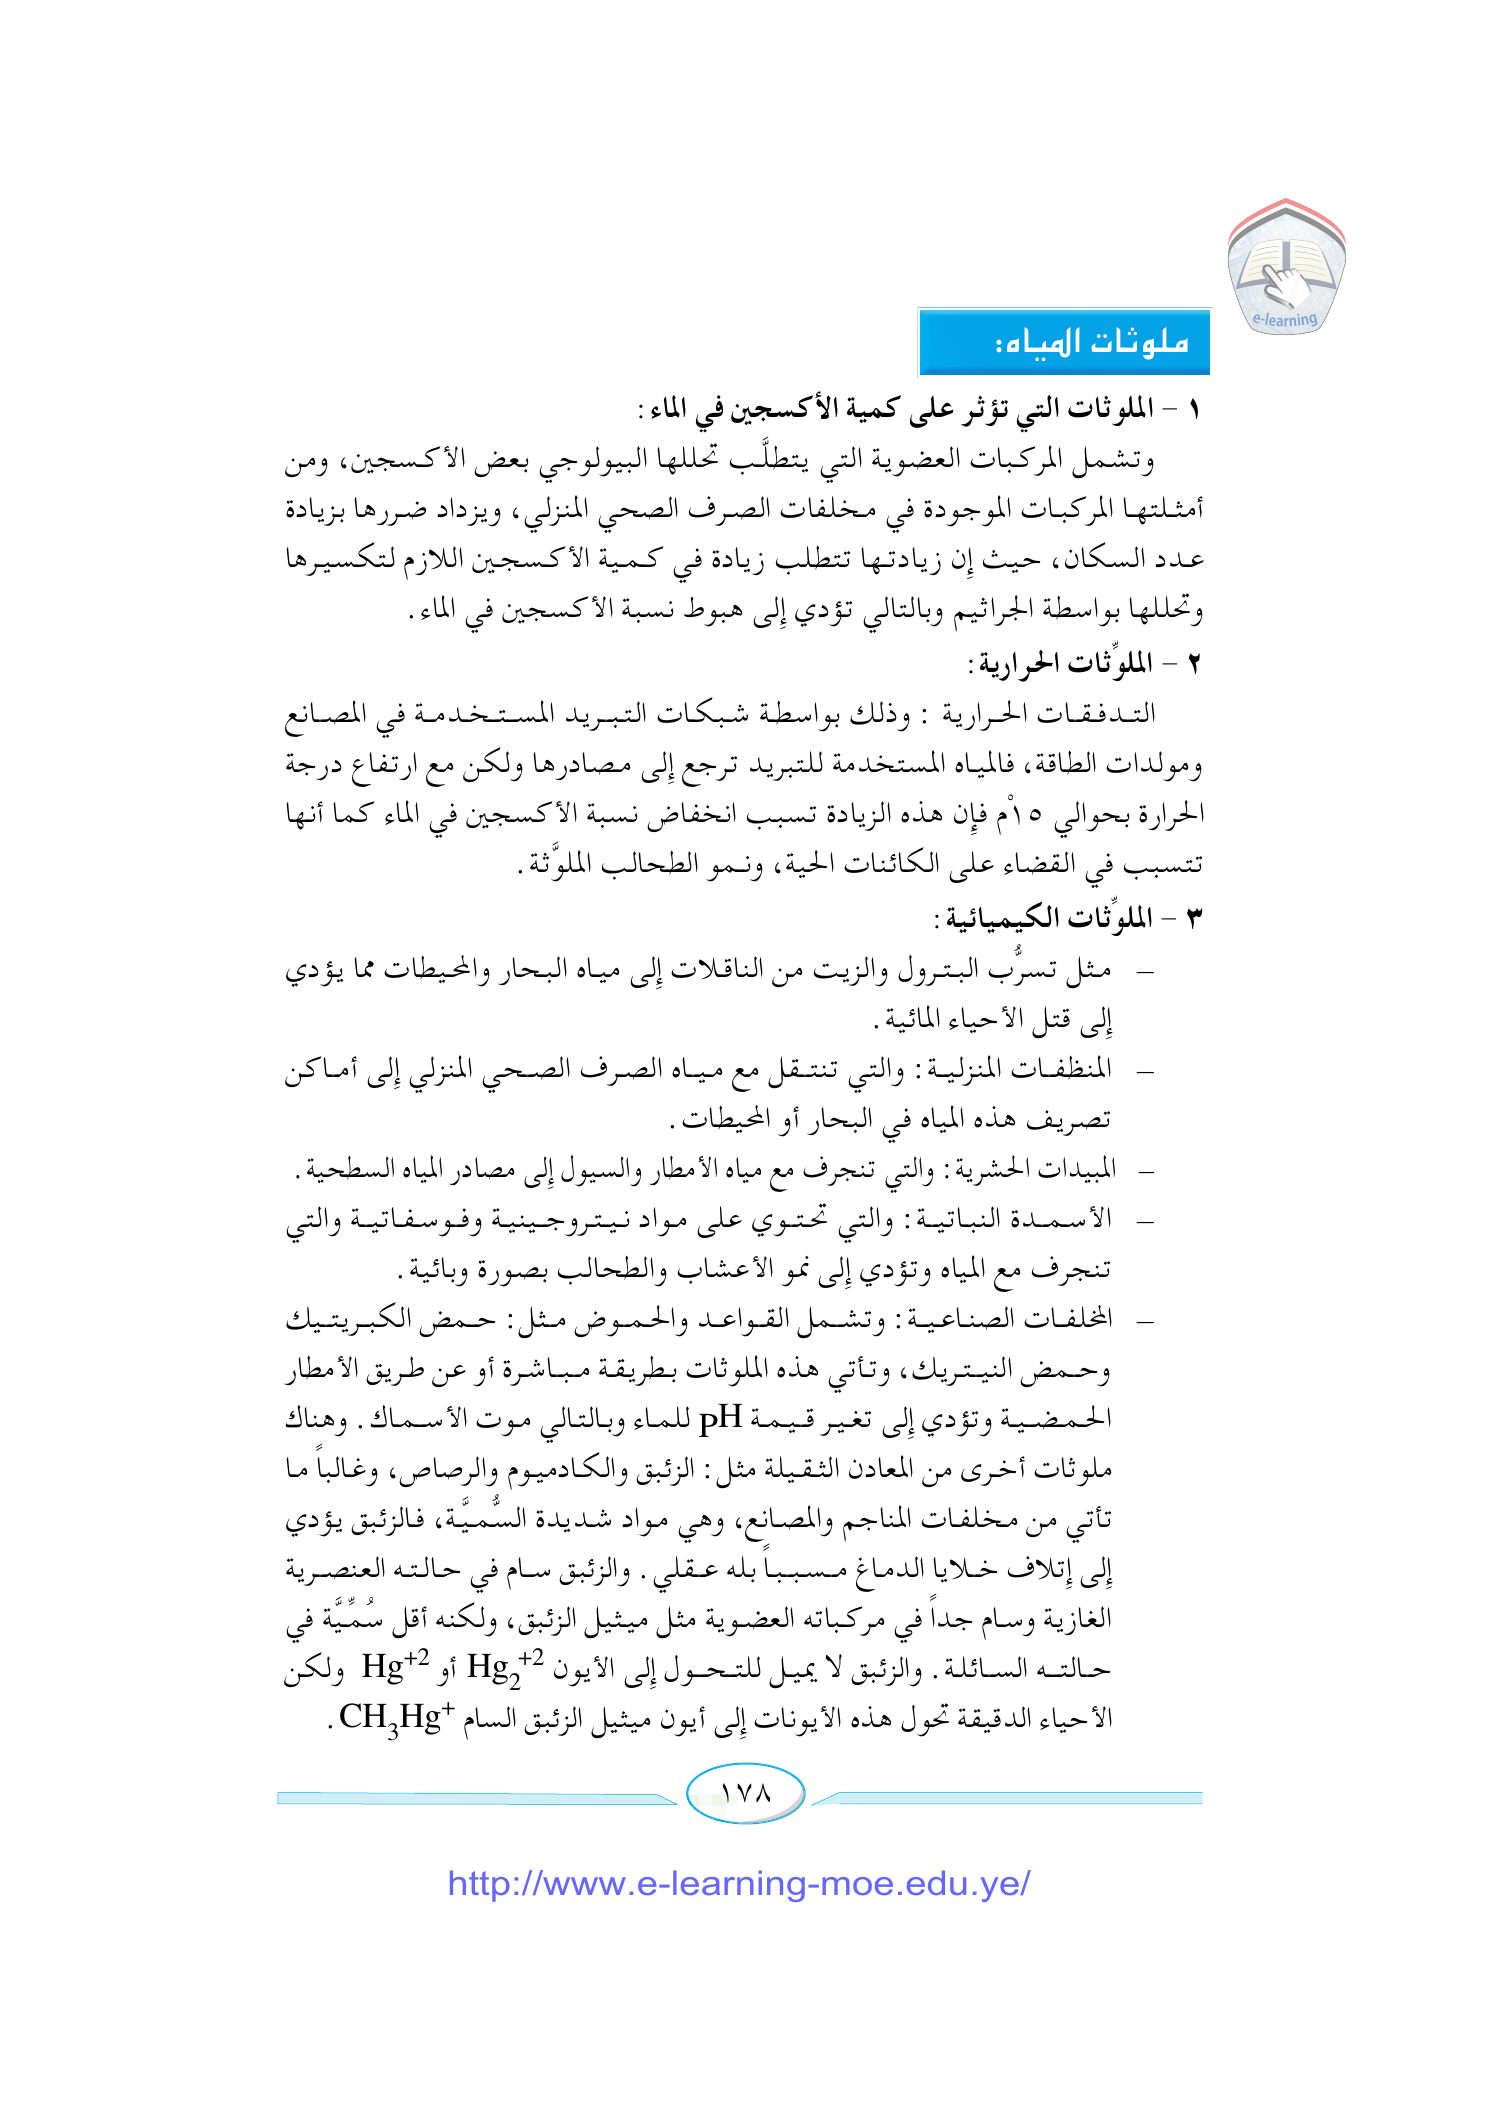 e-learning
ملوثات المياه:
١ – الملوثات التي تؤثر على كمية الأكسجين في الماء :
وتشمل المركبات العضوية التي يتطلَّب تحللها البيولوجي بعض الأكسجين، ومن
أمثلتها المركبات الموجودة في مخلفات الصرف الصحي المنزلي، ويزداد ضررها بزيادة
عدد السكان، حيث إِن زيادتها تتطلب زيادة في كمية الأكسجين اللازم لتكسيرها
وتحللها بواسطة الجراثيم وبالتالي تؤدي إِلى هبوط نسبة الأكسجين في الماء .
٢ – الملوِّثات الحرارية :
التدفقات الحرارية : وذلك بواسطة شبكات التبريد المستخدمة في المصانع
ومولدات الطاقة، فالمياه المستخدمة للتبريد ترجع إِلى مصادرها ولكن مع ارتفاع درجة
الحرارة بحوالي ١٥ْم فإِن هذه الزيادة تسبب انخفاض نسبة الأكسجين في الماء كما أنها
تتسبب في القضاء على الكائنات الحية، ونمو الطحالب الملوَّثة .
٣ – الملوِّثات الكيميائية :
– مثل تسرُّب البترول والزيت من الناقلات إِلى مياه البحار والمحيطات مما يؤدي
إِلى قتل الأحياء المائية .
– المنظفات المنزلية : والتي تنتقل مع مياه الصرف الصحي المنزلي إِلى أماكن
تصريف هذه المياه في البحار أو المحيطات .
– المبيدات الحشرية : والتي تنجرف مع مياه الأمطار والسيول إِلى مصادر المياه السطحية .
– الأسمدة النباتية : والتي تحتوي على مواد نيتروجينية وفوسفاتية والتي
تنجرف مع المياه وتؤدي إِلى نمو الأعشاب والطحالب بصورة وبائية .
– المخلفات الصناعية : وتشمل القواعد والحموض مثل : حمض الكبريتيك
وحمض النيتريك، وتأتي هذه الملوثات بطريقة مباشرة أو عن طريق الأمطار
الحمضية وتؤدي إِلى تغير قيمة pH للماء وبالتالي موت الأسماك . وهناك
ملوثات أخرى من المعادن الثقيلة مثل : الزئبق والكادميوم والرصاص، وغالباً ما
تأتي من مخلفات المناجم والمصانع، وهي مواد شديدة السُّميَّة، فالزئبق يؤدي
إِلى إِتلاف خلايا الدماغ مسبباً بله عقلي . والزئبق سام في حالته العنصرية
الغازية وسام جداً في مركباته العضوية مثل ميثيل الزئبق، ولكنه أقل سُمِّيَّة في
حالته السائلة . والزئبق لا يميل للتحول إِلى الأيون Hg₂⁺² أو Hg⁺² ولكن
الأحياء الدقيقة تحول هذه الأيونات إِلى أيون ميثيل الزئبق السام CH₃Hg⁺ .
١٧٨
http://www.e-learning-moe.edu.ye/